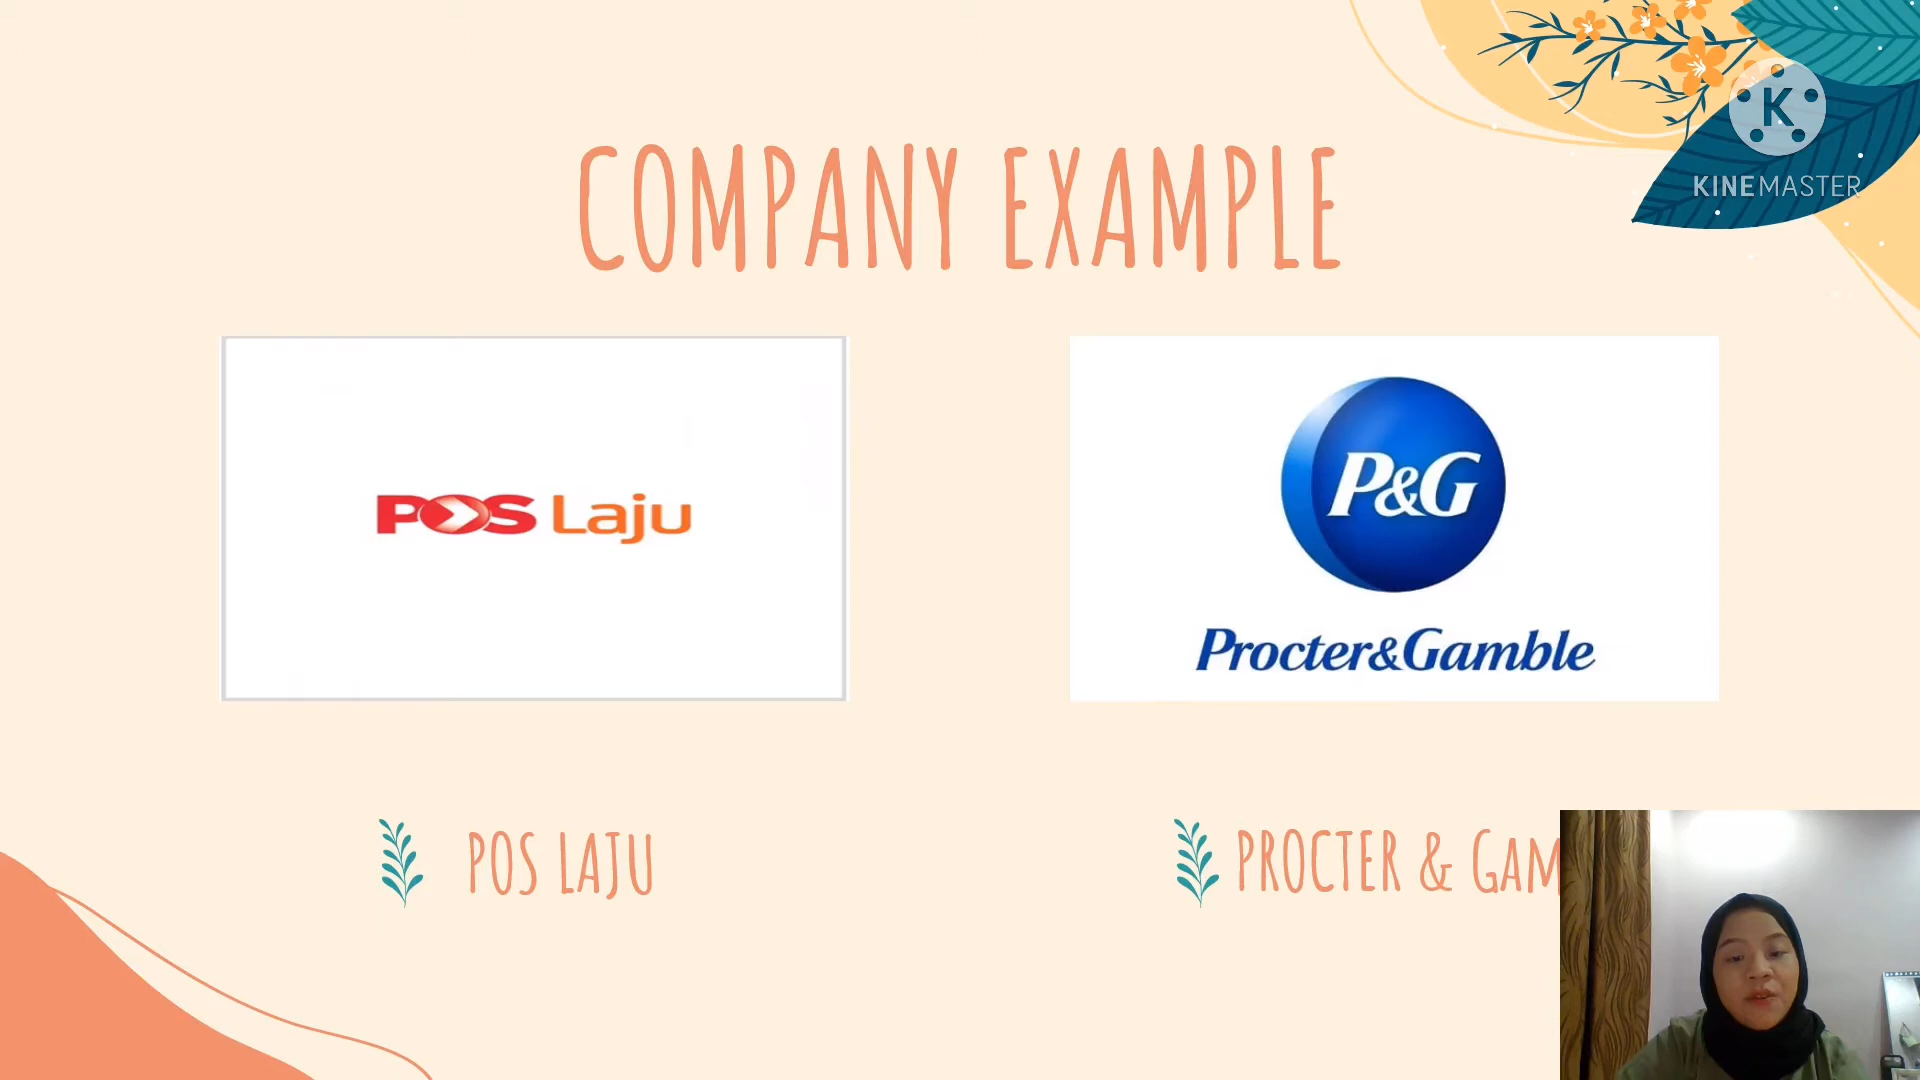 COMPANY EXAMPLE
K
KINEMASTER
POS Laju
P&G
Procter&Gamble
POS LAJU
PROCTER & GAM